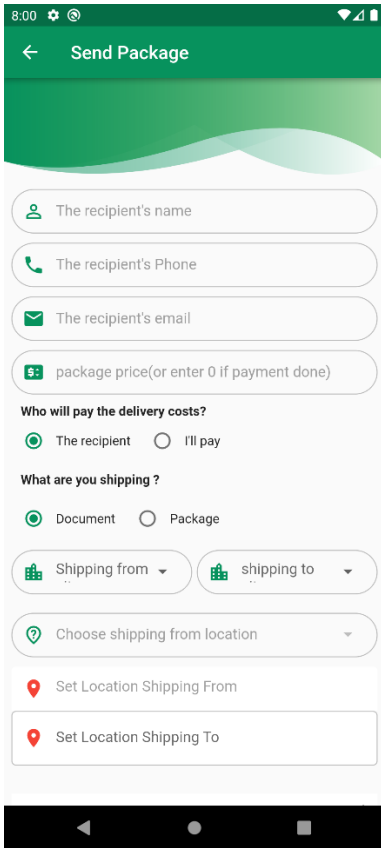 8:00
Send Package
The recipient's name
The recipient's Phone
The recipient's email
package price(or enter 0 if payment done)
Who will pay the delivery costs?
The recipient I'll pay
What are you shipping ?
Document Package
Shipping from shipping to
Choose shipping from location
Set Location Shipping From
Set Location Shipping To